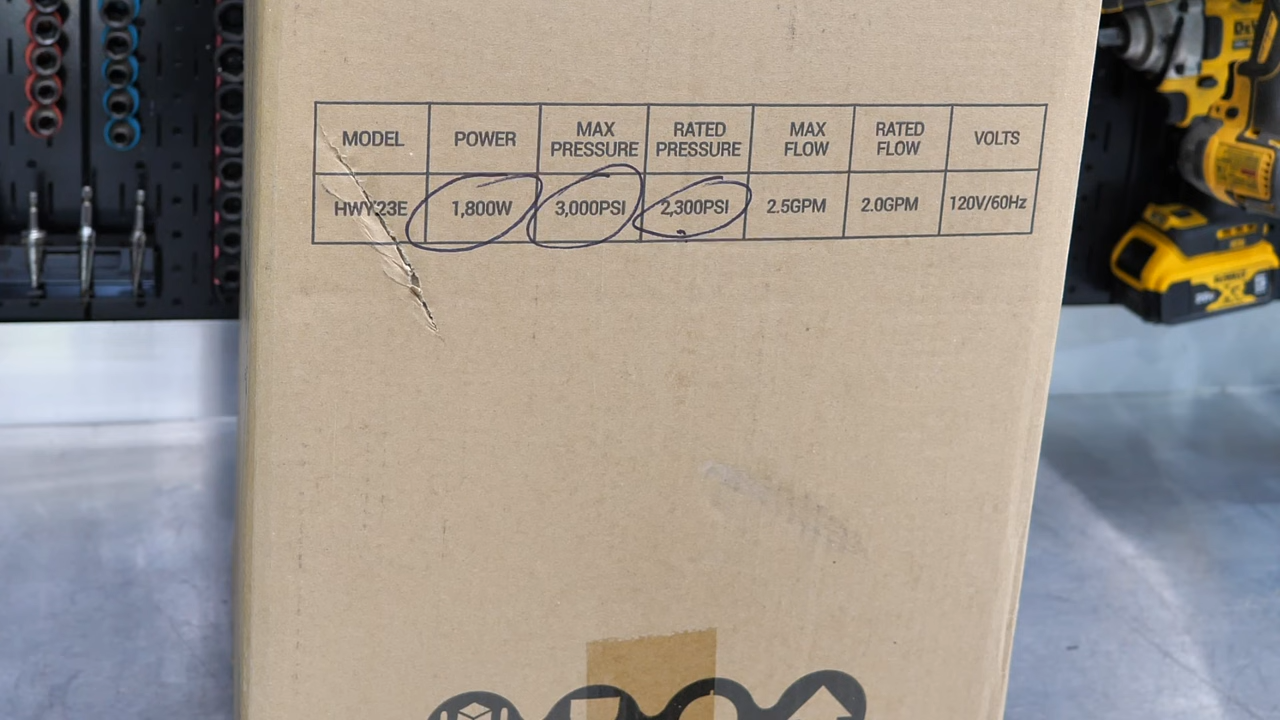 MODEL POWER MAX PRESSURE RATED PRESSURE MAX FLOW RATED FLOW VOLTS
HWY23E 1,800W 3,000PSI 2,300PSI 2.5GPM 2.0GPM 120V/60Hz